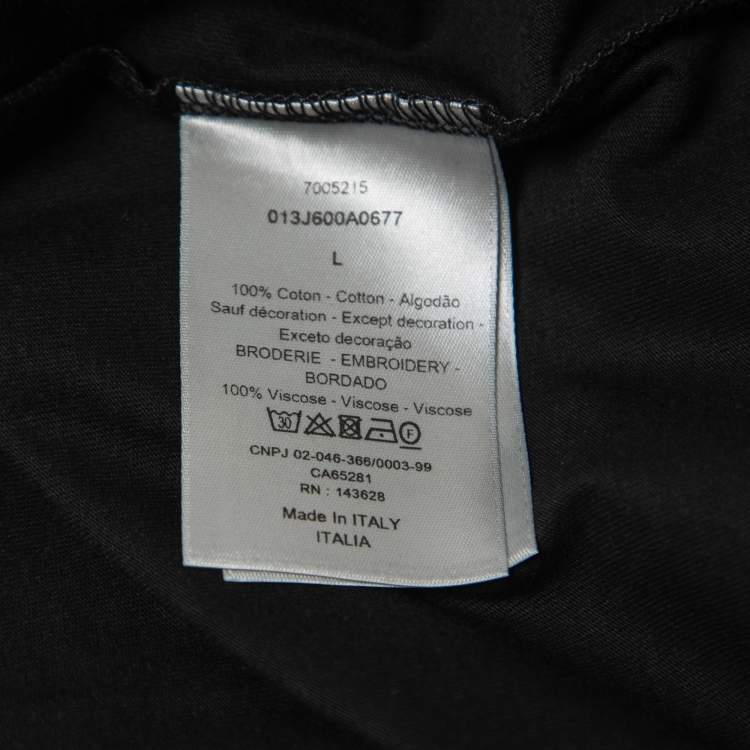 7005215
013J600A0677
L
100% Coton - Cotton - Algodão
Sauf décoration - Except decoration -
Exceto decoração
BRODERIE - EMBROIDERY -
BORDADO
100% Viscose - Viscose - Viscose
30 F
CNPJ 02-046-366/0003-99
CA65281
RN : 143628
Made In ITALY
ITALIA